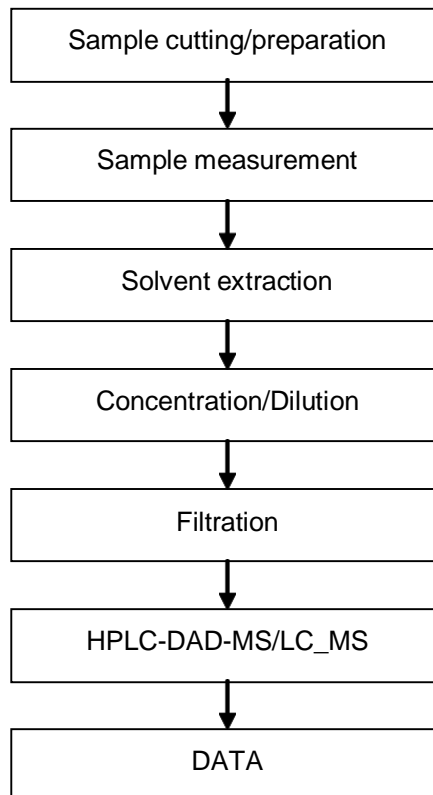 Sample cutting/preparation
Sample measurement
Solvent extraction
Concentration/Dilution
Filtration
HPLC-DAD-MS/LC_MS
DATA